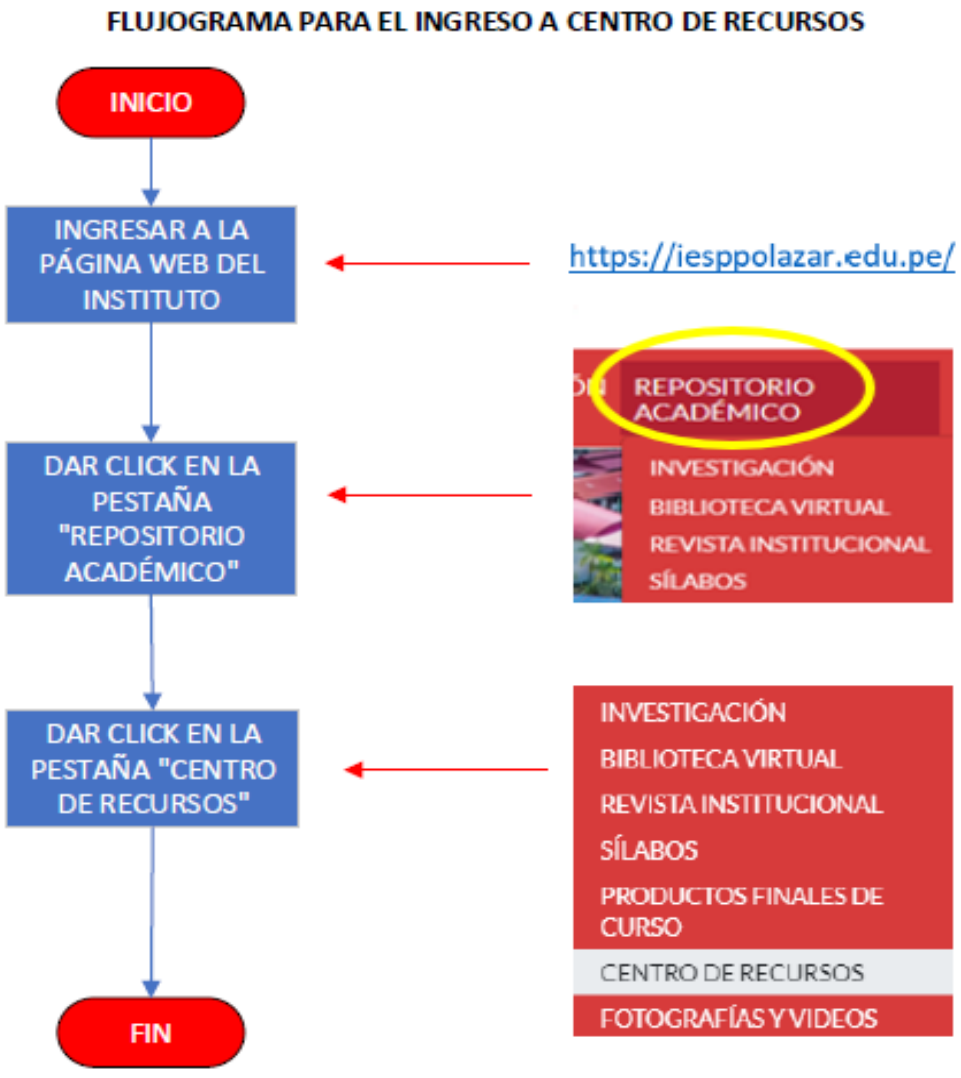 FLUJOGRAMA PARA EL INGRESO A CENTRO DE RECURSOS
INICIO
INGRESAR A LA
PÁGINA WEB DEL
INSTITUTO
https://iesppolazar.edu.pe/
DAR CLICK EN LA
PESTAÑA
"REPOSITORIO
ACADÉMICO"
ÓN
REPOSITORIO
ACADÉMICO
INVESTIGACIÓN
BIBLIOTECA VIRTUAL
REVISTA INSTITUCIONAL
SÍLABOS
DAR CLICK EN LA
PESTAÑA "CENTRO
DE RECURSOS"
INVESTIGACIÓN
BIBLIOTECA VIRTUAL
REVISTA INSTITUCIONAL
SÍLABOS
PRODUCTOS FINALES DE
CURSO
CENTRO DE RECURSOS
FOTOGRAFÍAS Y VIDEOS
FIN